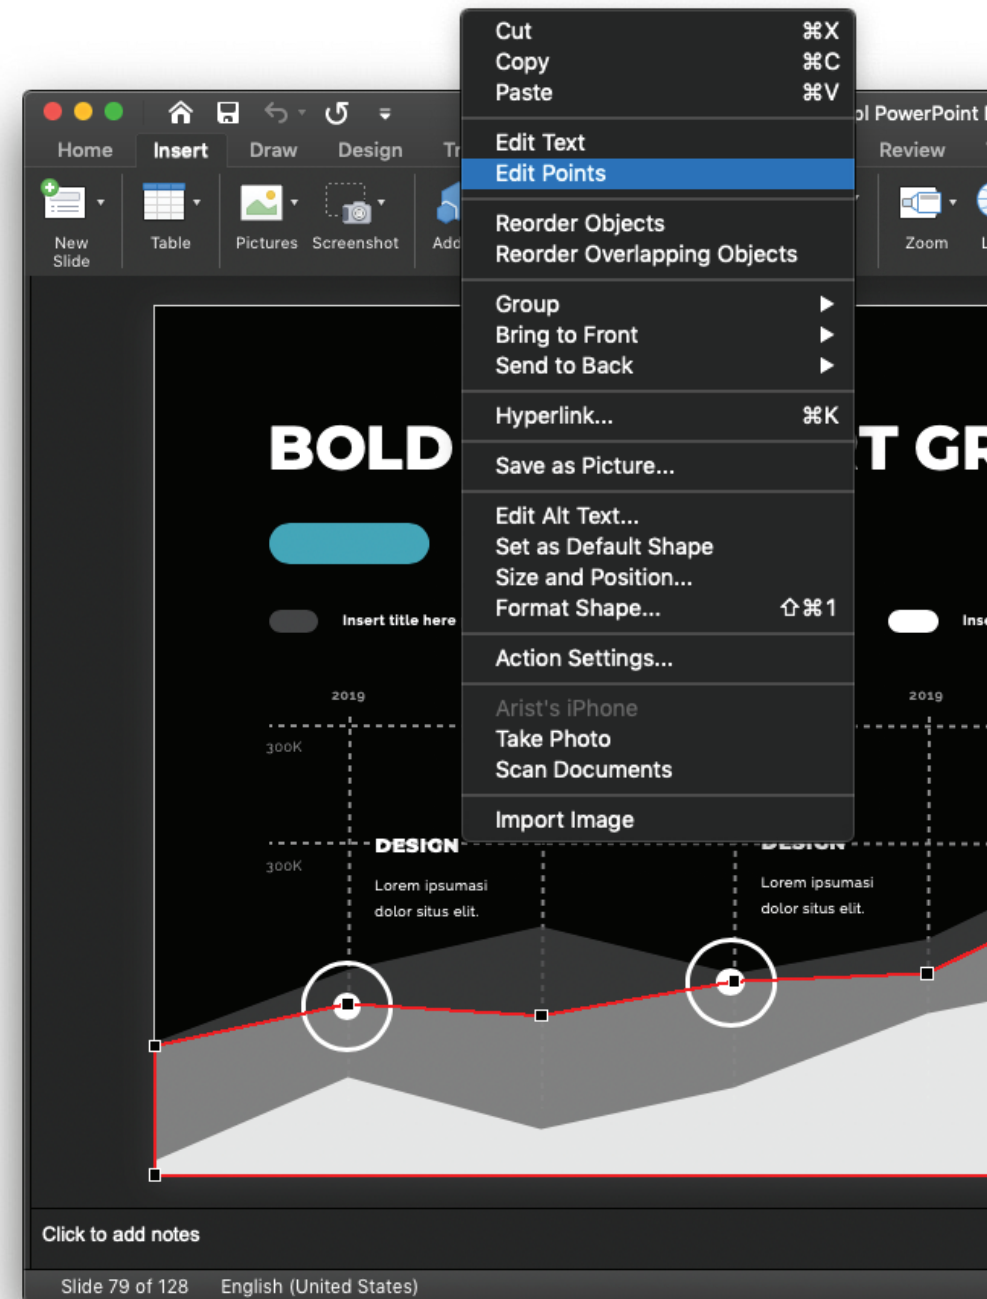 Cut ⌘X
Copy ⌘C
Paste ⌘V
Edit Text
Edit Points
Reorder Objects
Reorder Overlapping Objects
Group
Bring to Front
Send to Back
Hyperlink... ⌘K
Save as Picture...
Edit Alt Text...
Set as Default Shape
Size and Position...
Format Shape... ⇧⌘1
Action Settings...
Arist's iPhone
Take Photo
Scan Documents
Import Image
PowerPoint
Home Insert Draw Design Review
New Slide
Table
Pictures
Screenshot
Zoom
BOLD
Insert title here
2019
2019
300K
300K
DESIGN
Lorem ipsumasi
dolor situs elit.
DESIGN
Lorem ipsumasi
dolor situs elit.
Click to add notes
Slide 79 of 128 English (United States)